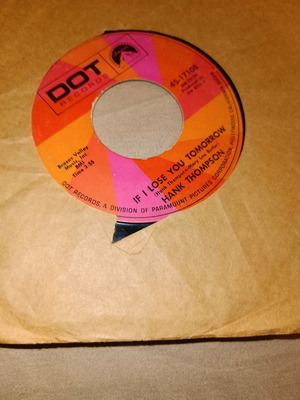 DOT
RECORDS
45-17108
Brazos Valley
Music Inc.
BMI
Time 2:55
IF I LOSE YOU TOMORROW
HANK THOMPSON
DOT RECORDS, A DIVISION OF PARAMOUNT PICTURES CORPORATION